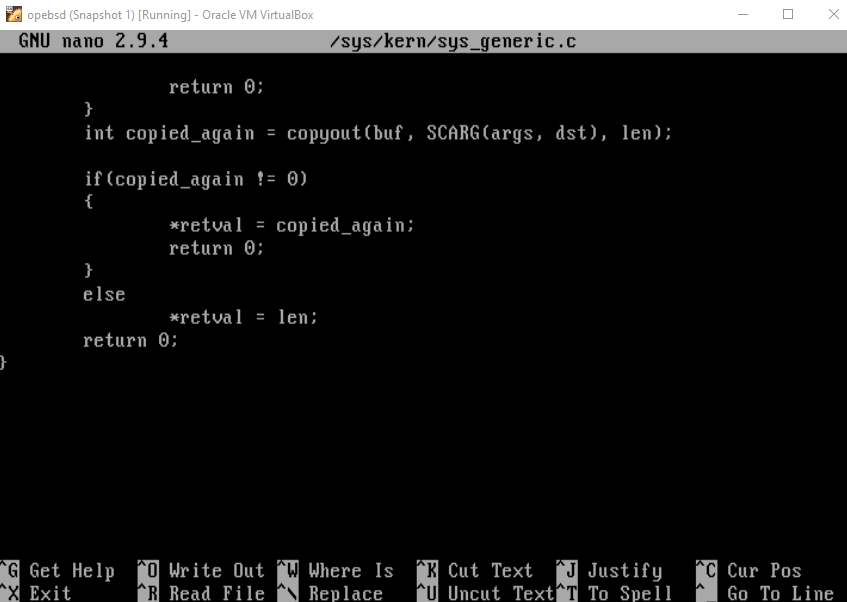 opebsd (Snapshot 1) [Running] - Oracle VM VirtualBox
GNU nano 2.9.4 /sys/kern/sys_generic.c
return 0;
}
int copied_again = copyout(buf, SCARG(args, dst), len);
if(copied_again != 0)
{
*retval = copied_again;
return 0;
}
else
*retval = len;
return 0;
}
^G Get Help ^O Write Out ^W Where Is ^K Cut Text ^J Justify ^C Cur Pos
^X Exit ^R Read File ^\ Replace ^U Uncut Text ^T To Spell ^_ Go To Line